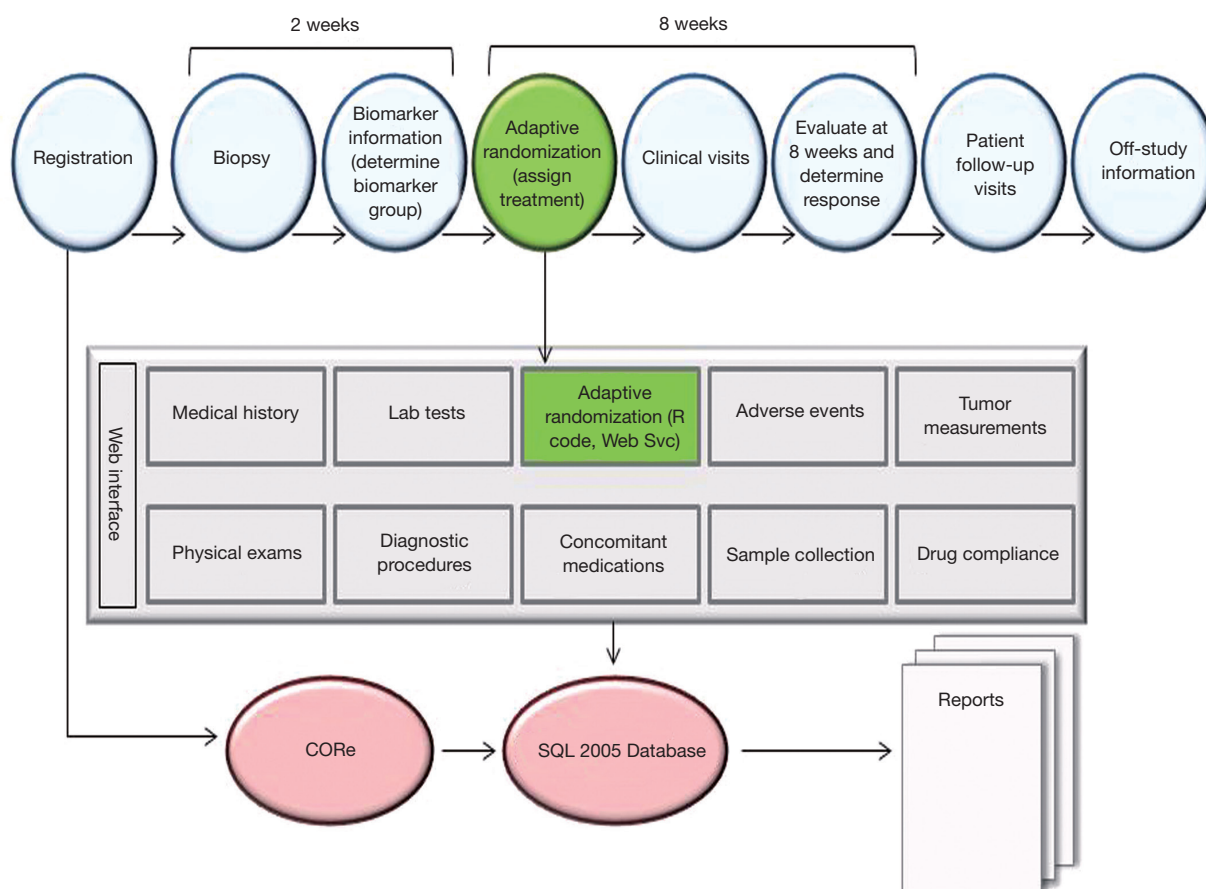 2 weeks
8 weeks
Registration
Biopsy
Biomarker
information
(determine
biomarker
group)
Adaptive
randomization
(assign
treatment)
Clinical visits
Evaluate at
8 weeks and
determine
response
Patient
follow-up
visits
Off-study
information
Web interface
Medical history
Lab tests
Adaptive
randomization (R
code, Web Svc)
Adverse events
Tumor
measurements
Physical exams
Diagnostic
procedures
Concomitant
medications
Sample collection
Drug compliance
CORe
SQL 2005 Database
Reports